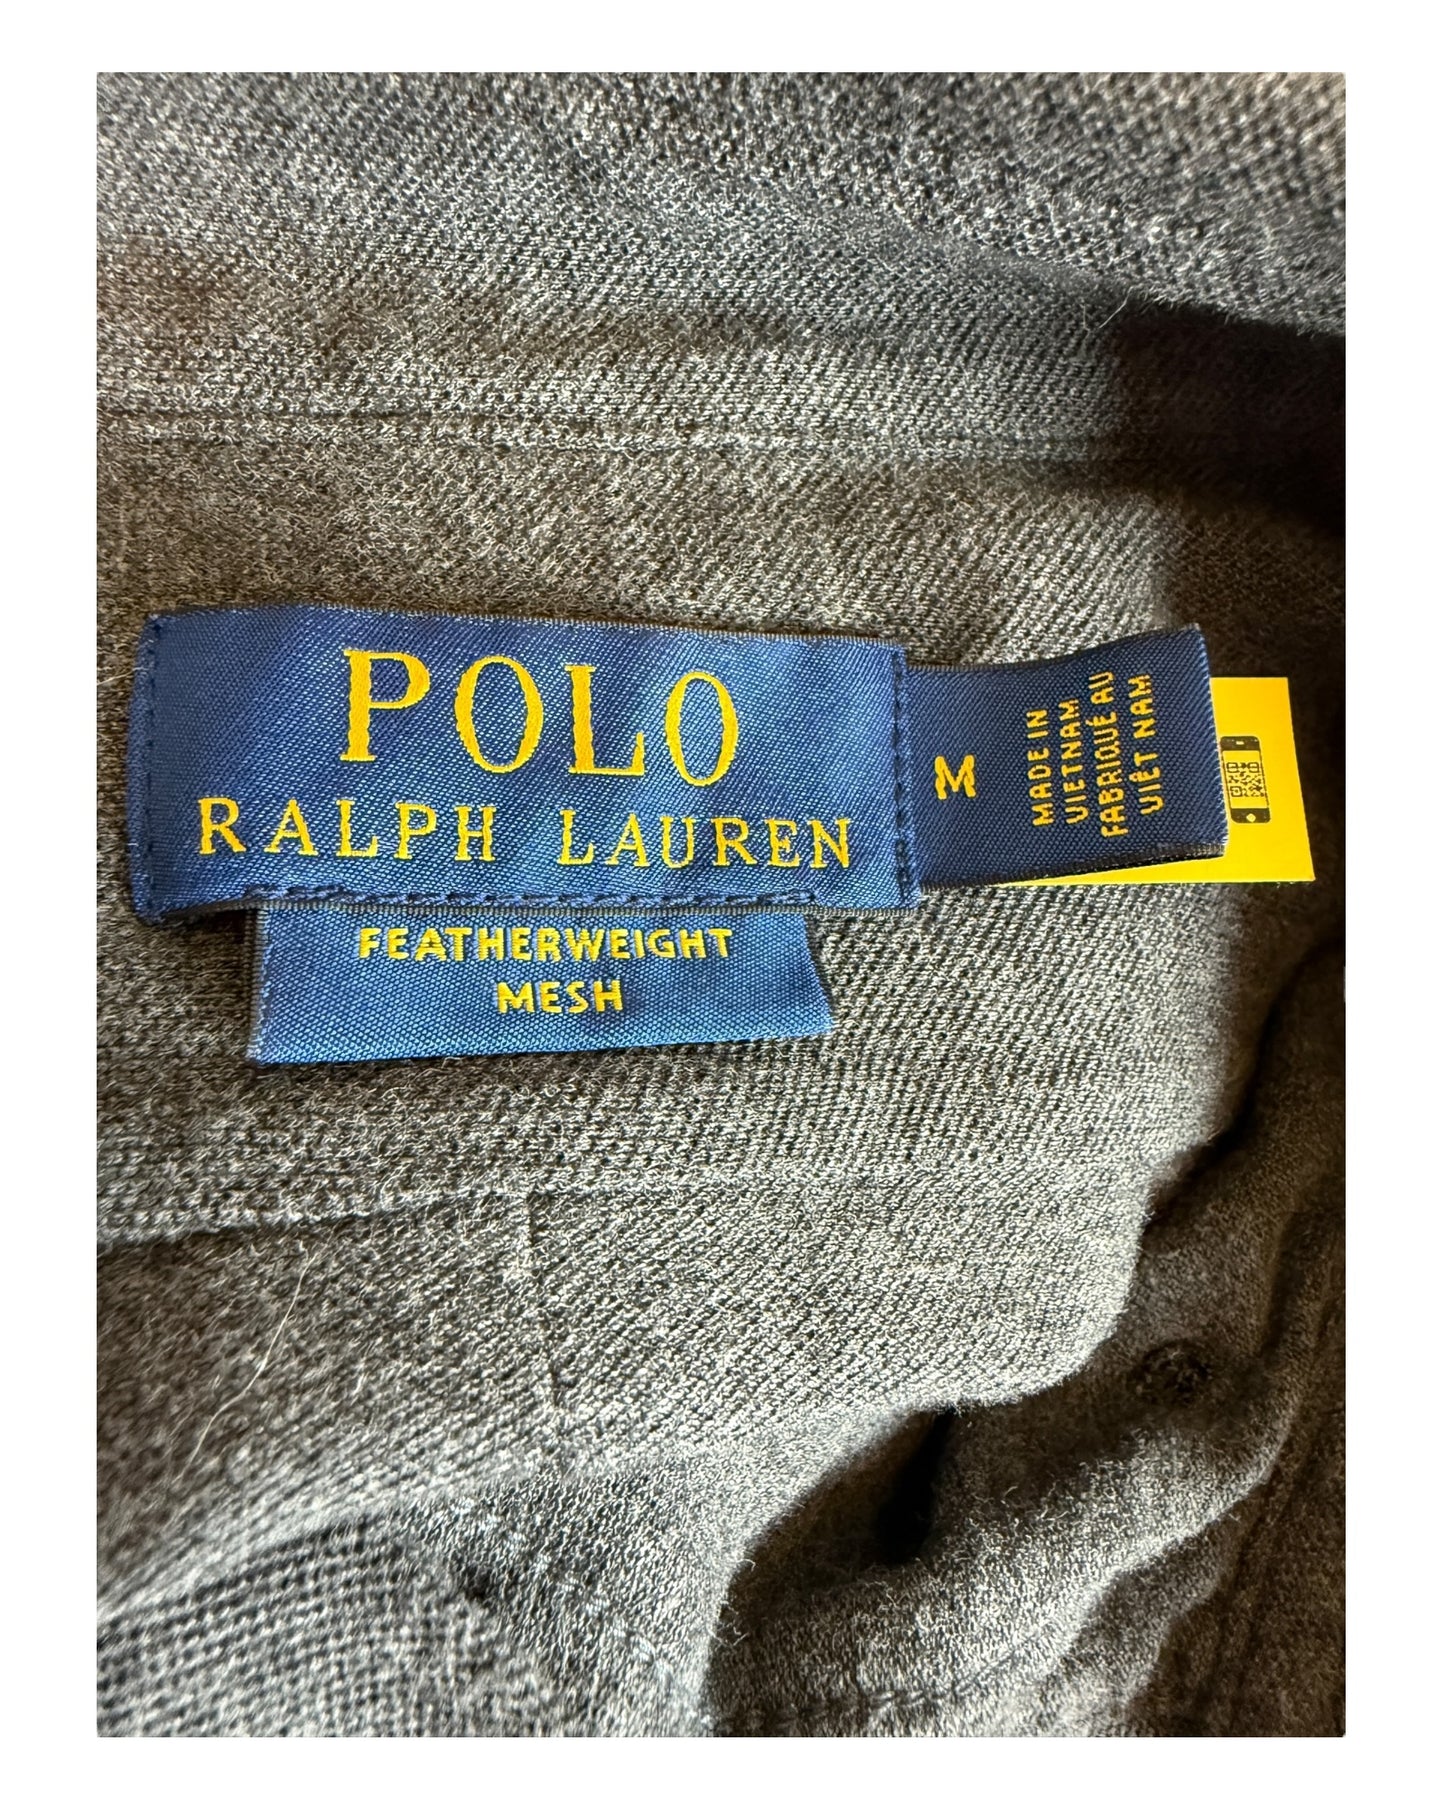 POLO
RALPH LAUREN
M
MADE IN
VIETNAM
FABRIQUÉ AU
VIÊT NAM
FEATHERWEIGHT
MESH